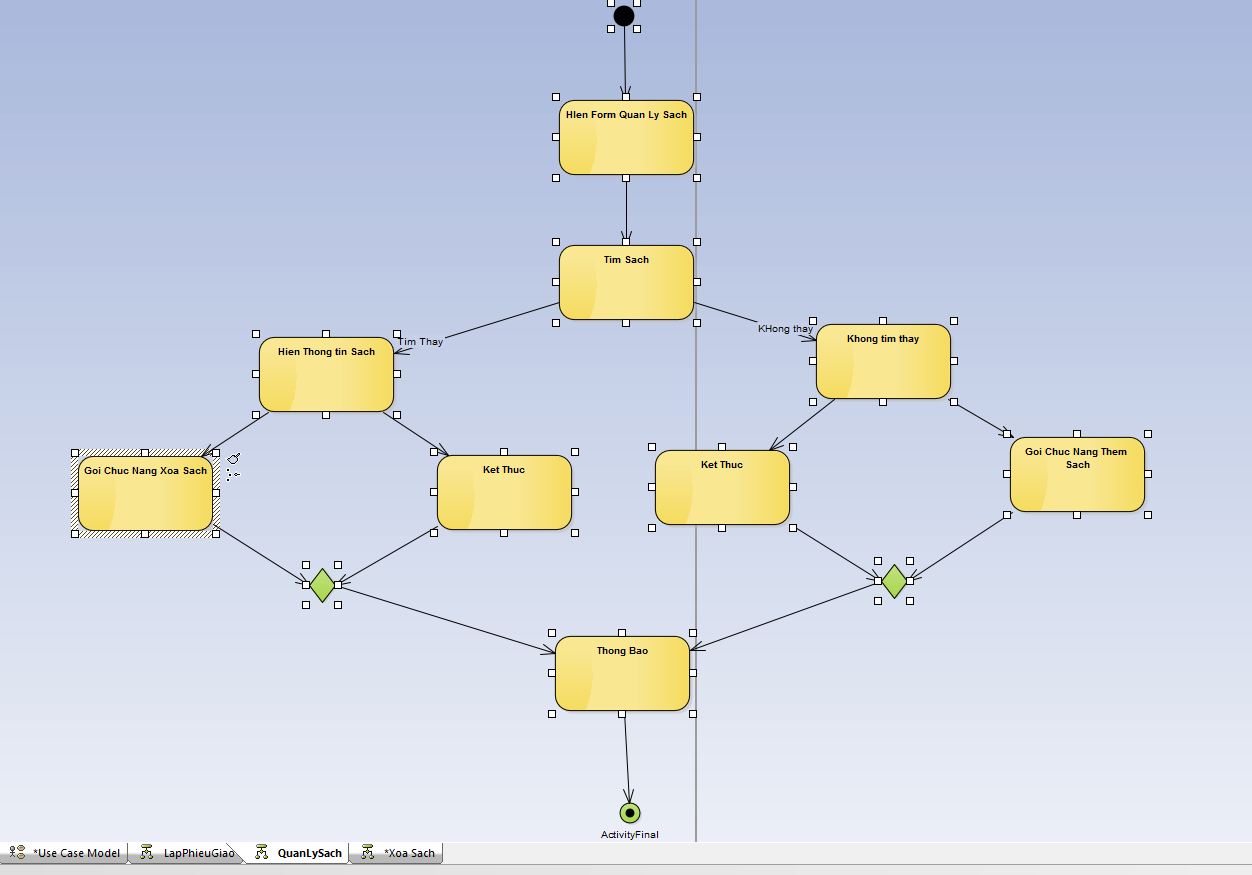 HIen Form Quan Ly Sach
Tim Sach
KHong thay
Tim Thay
Khong tim thay
Hien Thong tin Sach
Goi Chuc Nang Xoa Sach
Ket Thuc
Ket Thuc
Goi Chuc Nang Them
Sach
Thong Bao
ActivityFinal
*Use Case Model
LapPhieuGiao
QuanLySach
*Xoa Sach